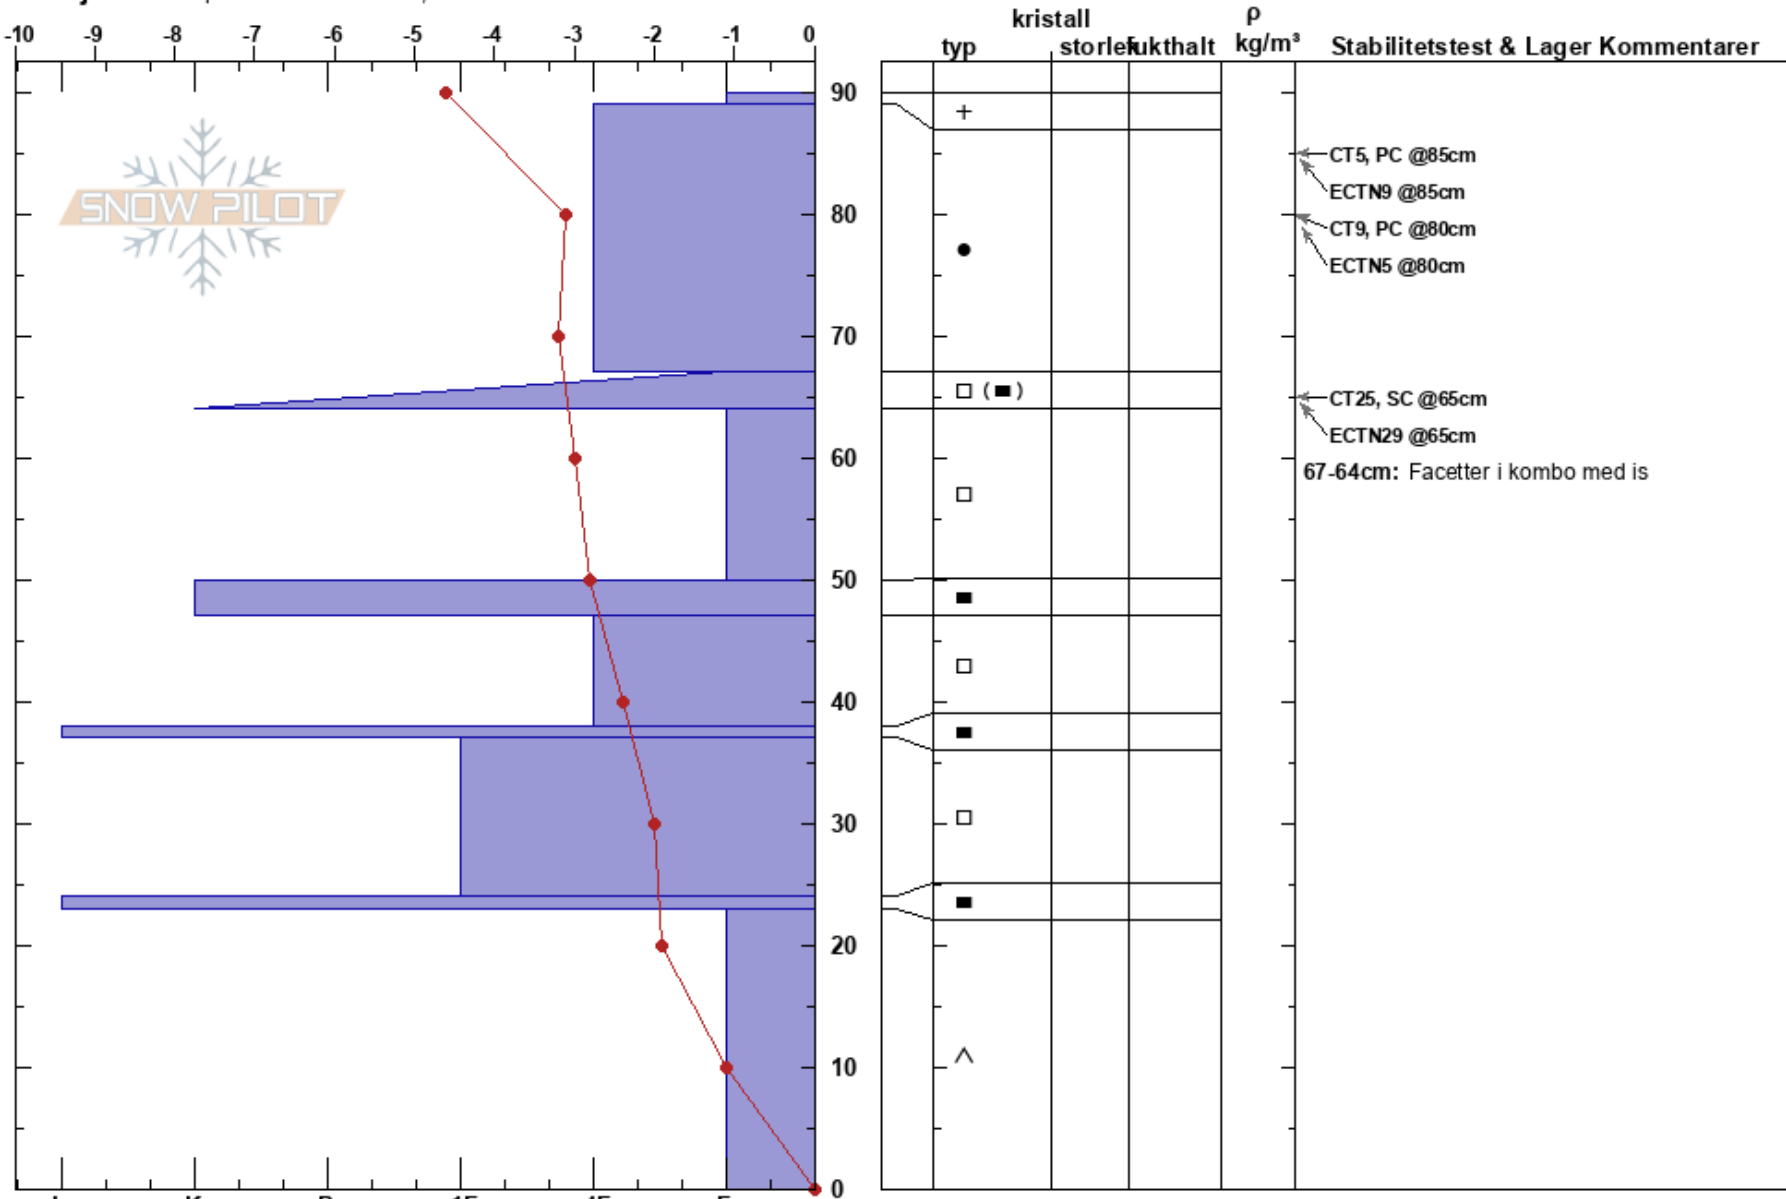 kristall ρ
-10 -9 -8 -7 -6 -5 -4 -3 -2 -1 0 typ storlek fukthalt kg/m³ Stabilitetstest & Lager Kommentarer
90
+
CT5, PC @85cm
SNOW PILOT ECTN9 @85cm
80 CT9, PC @80cm
ECTN5 @80cm
70
( )
CT25, SC @65cm
ECTN29 @65cm
60
67-64cm: Facetter i kombo med is
50
40
30
20
10
0